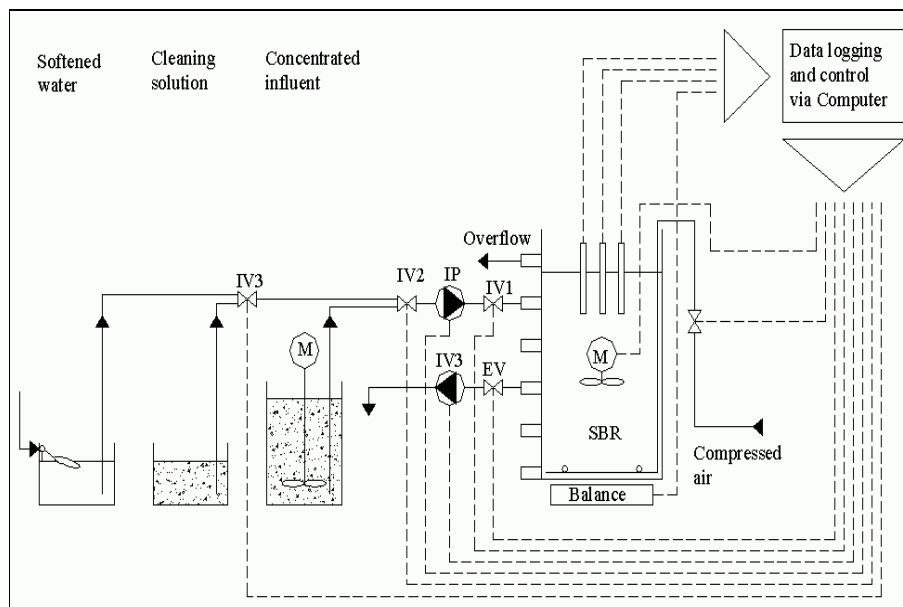 Softened
water
Cleaning
solution
Concentrated
influent
Data logging
and control
via Computer
Overflow
IV3
IV2
IP
IV1
M
M
IV3
EV
SBR
Compressed
air
Balance